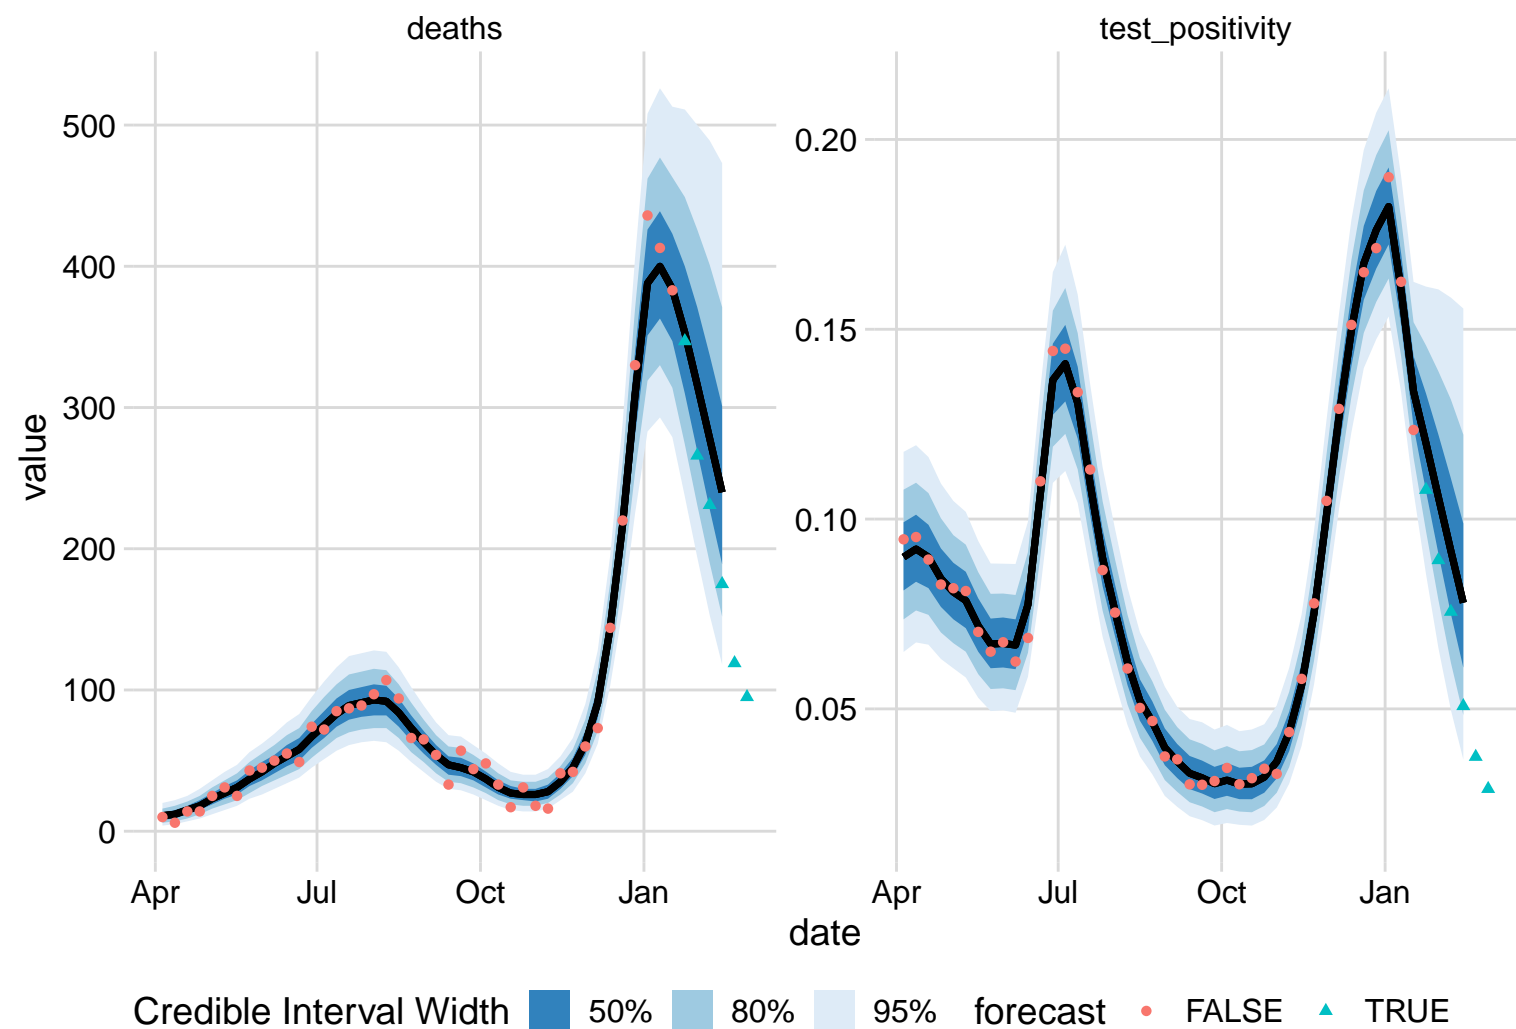 deaths
test_positivity
value
500
400
300
200
100
0
0.20
0.15
0.10
0.05
Apr Jul Oct Jan
Apr Jul Oct Jan
date
Credible Interval Width 50% 80% 95% forecast FALSE TRUE